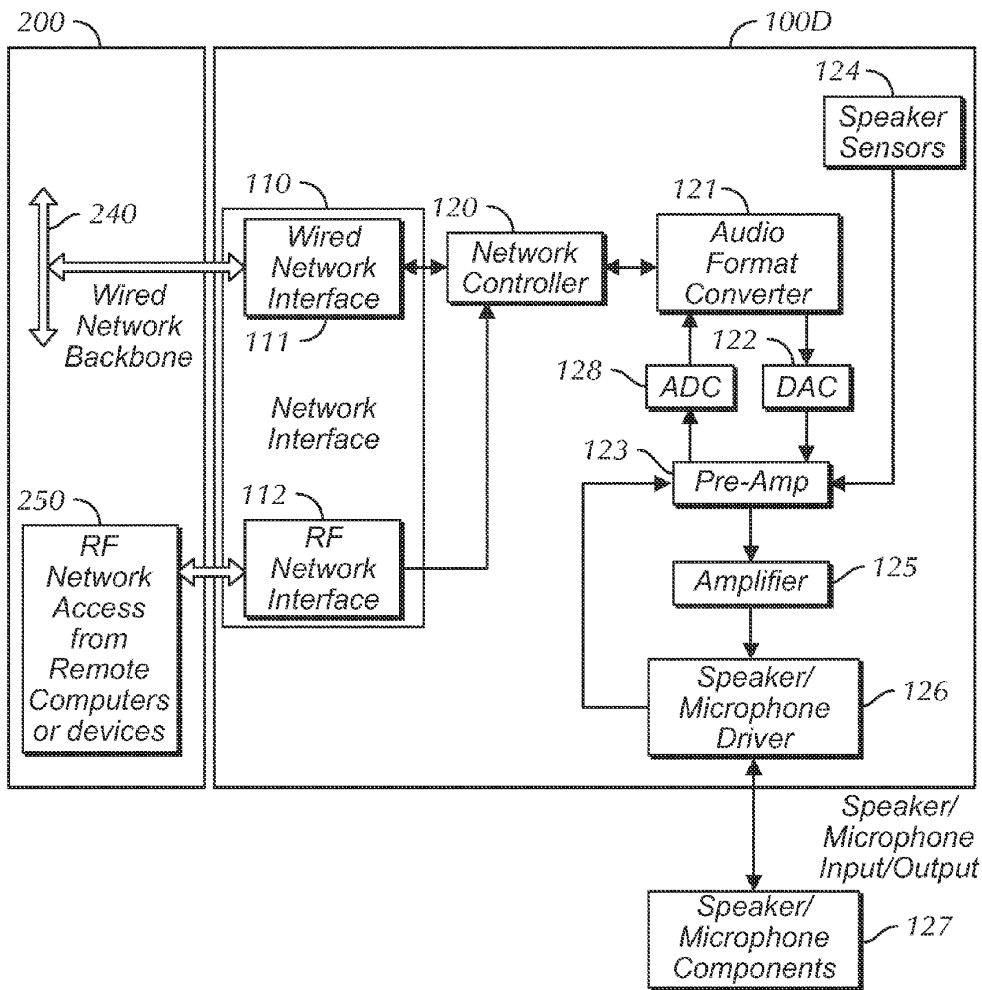 200
100D
124
Speaker
Sensors
110
240
120
121
Wired
Network
Interface
111
Network
Controller
Audio
Format
Converter
Wired
Network
Backbone
128
ADC
122
DAC
Network
Interface
123
Pre-Amp
250
RF
Network
Access
from
Remote
Computers
or devices
112
RF
Network
Interface
Amplifier
125
Speaker/
Microphone
Driver
126
Speaker/
Microphone
Input/Output
Speaker/
Microphone
Components
127